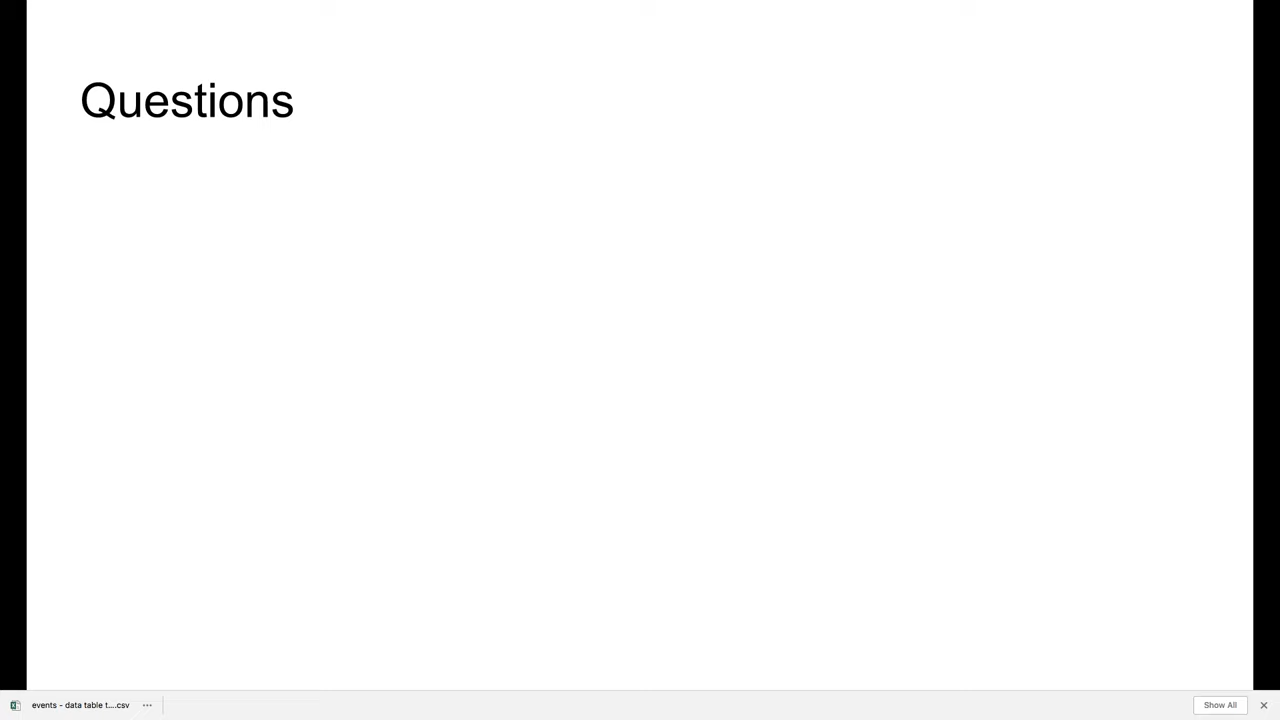 Questions
events - data table t....csv
Show All